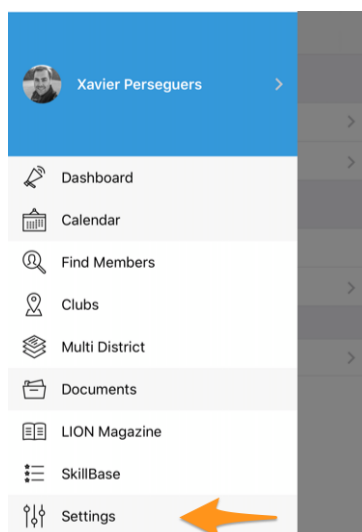 Xavier Perseguers
Dashboard
Calendar
Find Members
Clubs
Multi District
Documents
LION Magazine
SkillBase
Settings